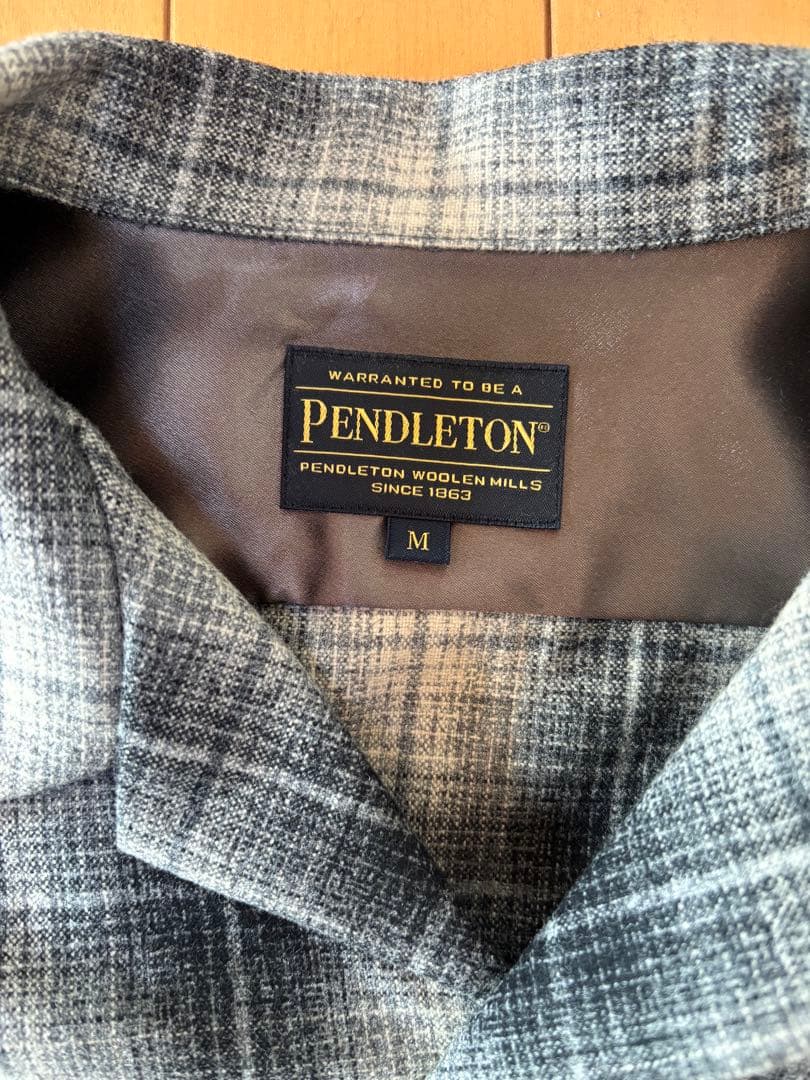 WARRANTED TO BE A
PENDLETON®
PENDLETON WOOLEN MILLS
SINCE 1863
M